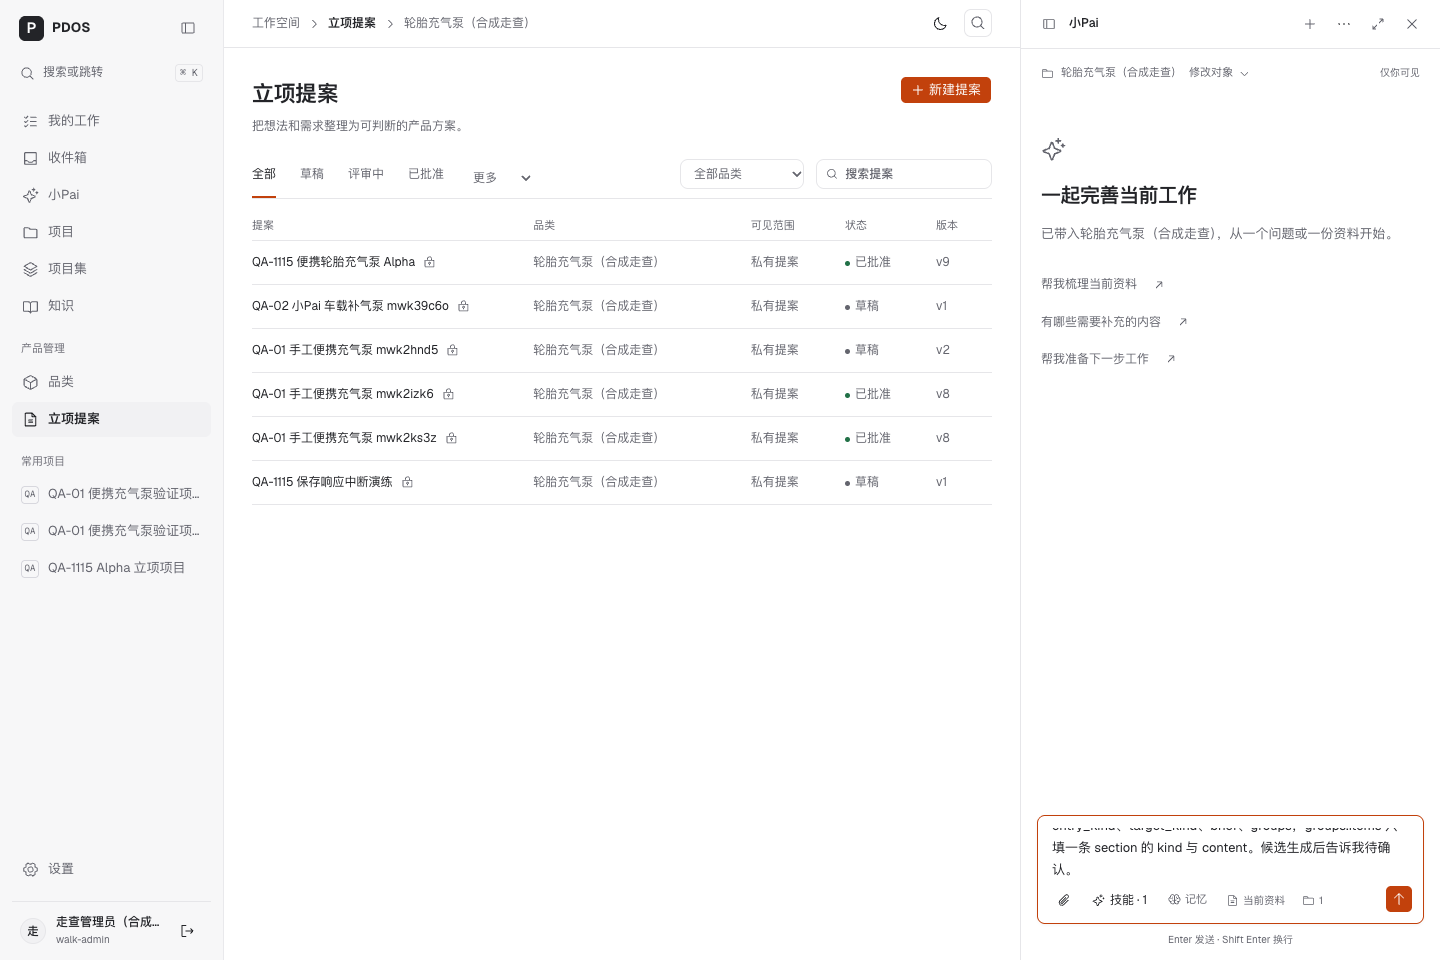 P PDOS
搜索或跳转 ⌘ K
我的工作
收件箱
小Pai
项目
项目集
知识
产品管理
品类
立项提案
常用项目
QA QA-01 便携充气泵验证项...
QA QA-01 便携充气泵验证项...
QA QA-1115 Alpha 立项项目
设置
走 走查管理员（合成...
walk-admin
工作空间 立项提案 轮胎充气泵（合成走查）
立项提案
新建提案
把想法和需求整理为可判断的产品方案。
全部 草稿 评审中 已批准 更多 全部品类 搜索提案
提案 品类 可见范围 状态 版本
QA-1115 便携轮胎充气泵 Alpha 轮胎充气泵（合成走查） 私有提案 已批准 v9
QA-02 小Pai 车载补气泵 mwk39c6o 轮胎充气泵（合成走查） 私有提案 草稿 v1
QA-01 手工便携充气泵 mwk2hnd5 轮胎充气泵（合成走查） 私有提案 草稿 v2
QA-01 手工便携充气泵 mwk2izk6 轮胎充气泵（合成走查） 私有提案 已批准 v8
QA-01 手工便携充气泵 mwk2ks3z 轮胎充气泵（合成走查） 私有提案 已批准 v8
QA-1115 保存响应中断演练 轮胎充气泵（合成走查） 私有提案 草稿 v1
小Pai
轮胎充气泵（合成走查） 修改对象 仅你可见
一起完善当前工作
已带入轮胎充气泵（合成走查），从一个问题或一份资料开始。
帮我梳理当前资料
有哪些需要补充的内容
帮我准备下一步工作
填一条 section 的 kind 与 content。候选生成后告诉我待确
认。
技能 · 1 记忆 当前资料 1
Enter 发送 · Shift Enter 换行